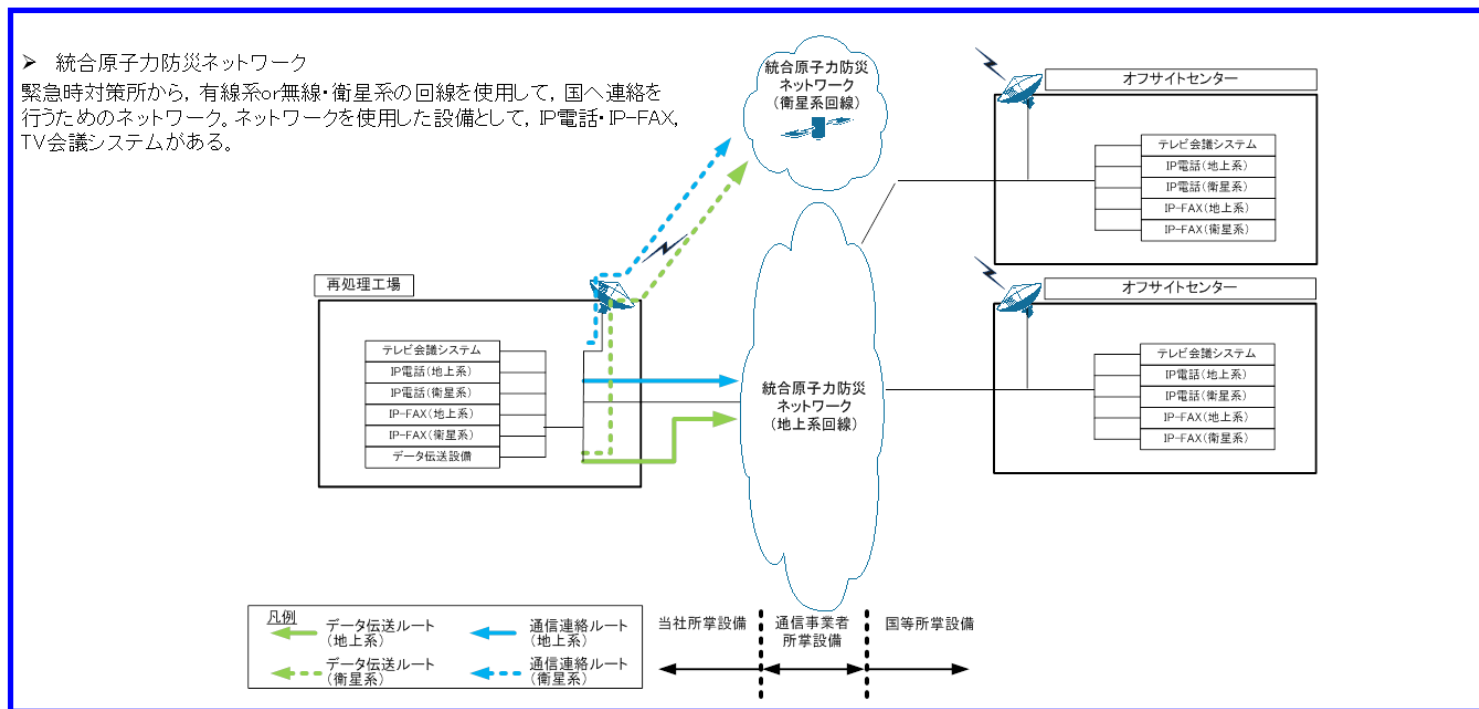 ➤ 統合原子力防災ネットワーク
緊急時対策所から，有線系or無線・衛星系の回線を使用して，国へ連絡を
行うためのネットワーク。ネットワークを使用した設備として，IP電話・IP-FAX，
TV会議システムがある。
統合原子力防災
ネットワーク
（衛星系回線）
オフサイトセンター
テレビ会議システム
IP電話（地上系）
IP電話（衛星系）
IP-FAX（地上系）
IP-FAX（衛星系）
再処理工場
テレビ会議システム
IP電話（地上系）
IP電話（衛星系）
IP-FAX（地上系）
IP-FAX（衛星系）
データ伝送設備
統合原子力防災
ネットワーク
（地上系回線）
オフサイトセンター
テレビ会議システム
IP電話（地上系）
IP電話（衛星系）
IP-FAX（地上系）
IP-FAX（衛星系）
凡例
データ伝送ルート
（地上系）
通信連絡ルート
（地上系）
データ伝送ルート
（衛星系）
通信連絡ルート
（衛星系）
当社所掌設備
通信事業者
所掌設備
国等所掌設備